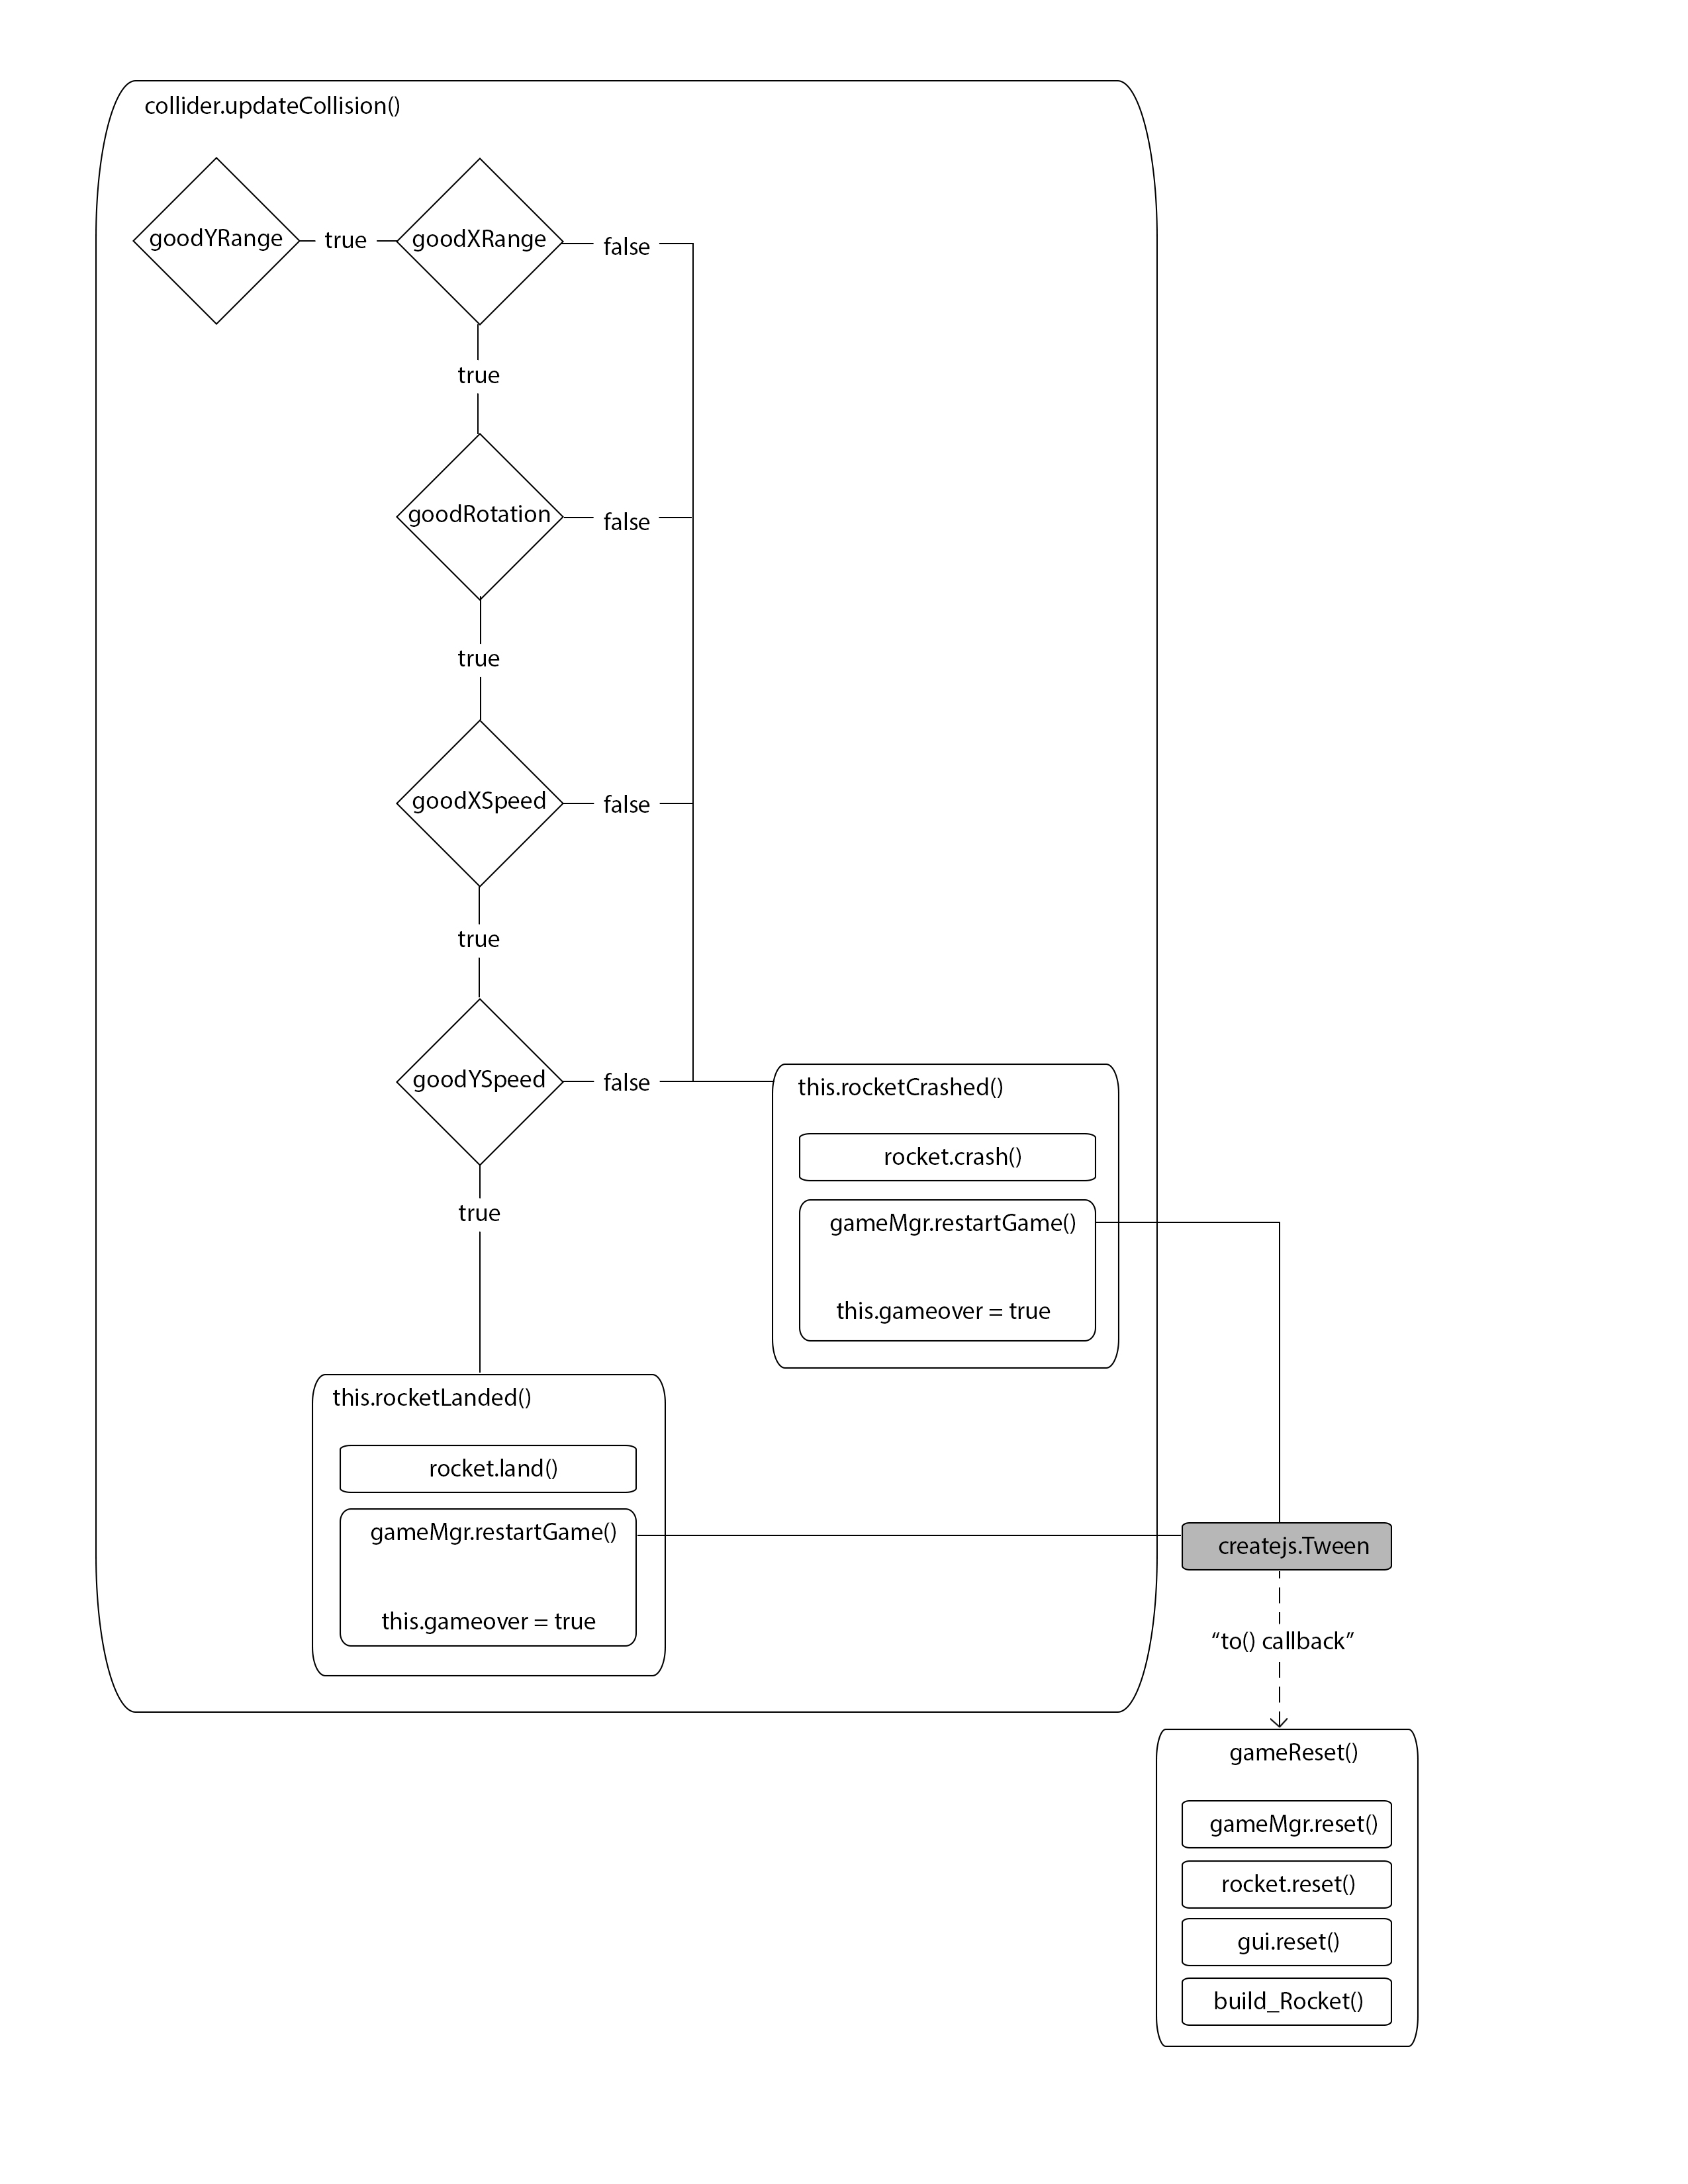 collider.updateCollision()
goodYRange
true
goodXRange
false
true
goodRotation
false
true
goodXSpeed
false
true
goodYSpeed
false
true
this.rocketCrashed()
rocket.crash()
gameMgr.restartGame()
this.gameover = true
this.rocketLanded()
rocket.land()
gameMgr.restartGame()
this.gameover = true
createjs.Tween
“to() callback”
gameReset()
gameMgr.reset()
rocket.reset()
gui.reset()
build_Rocket()